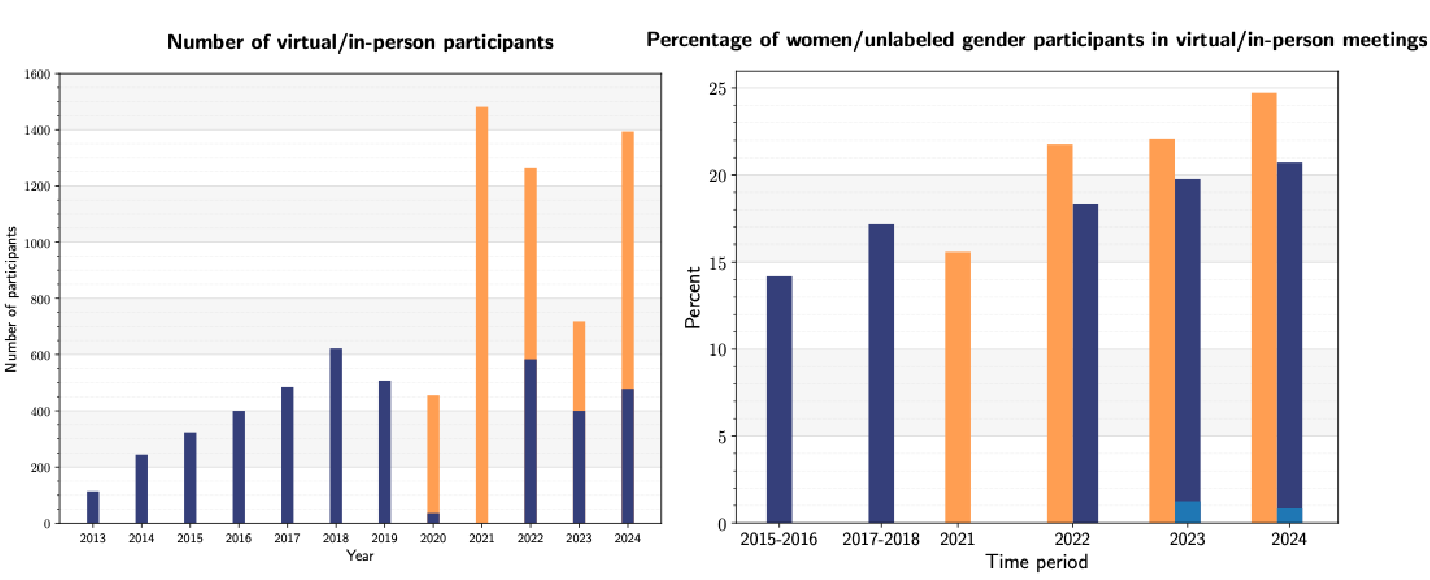 Number of virtual/in-person participants
1600
1400
1200
1000
800
600
400
200
0
Number of participants
2013 2014 2015 2016 2017 2018 2019 2020 2021 2022 2023 2024
Year
Percentage of women/unlabeled gender participants in virtual/in-person meetings
25
20
15
10
5
0
Percent
2015-2016 2017-2018 2021 2022 2023 2024
Time period